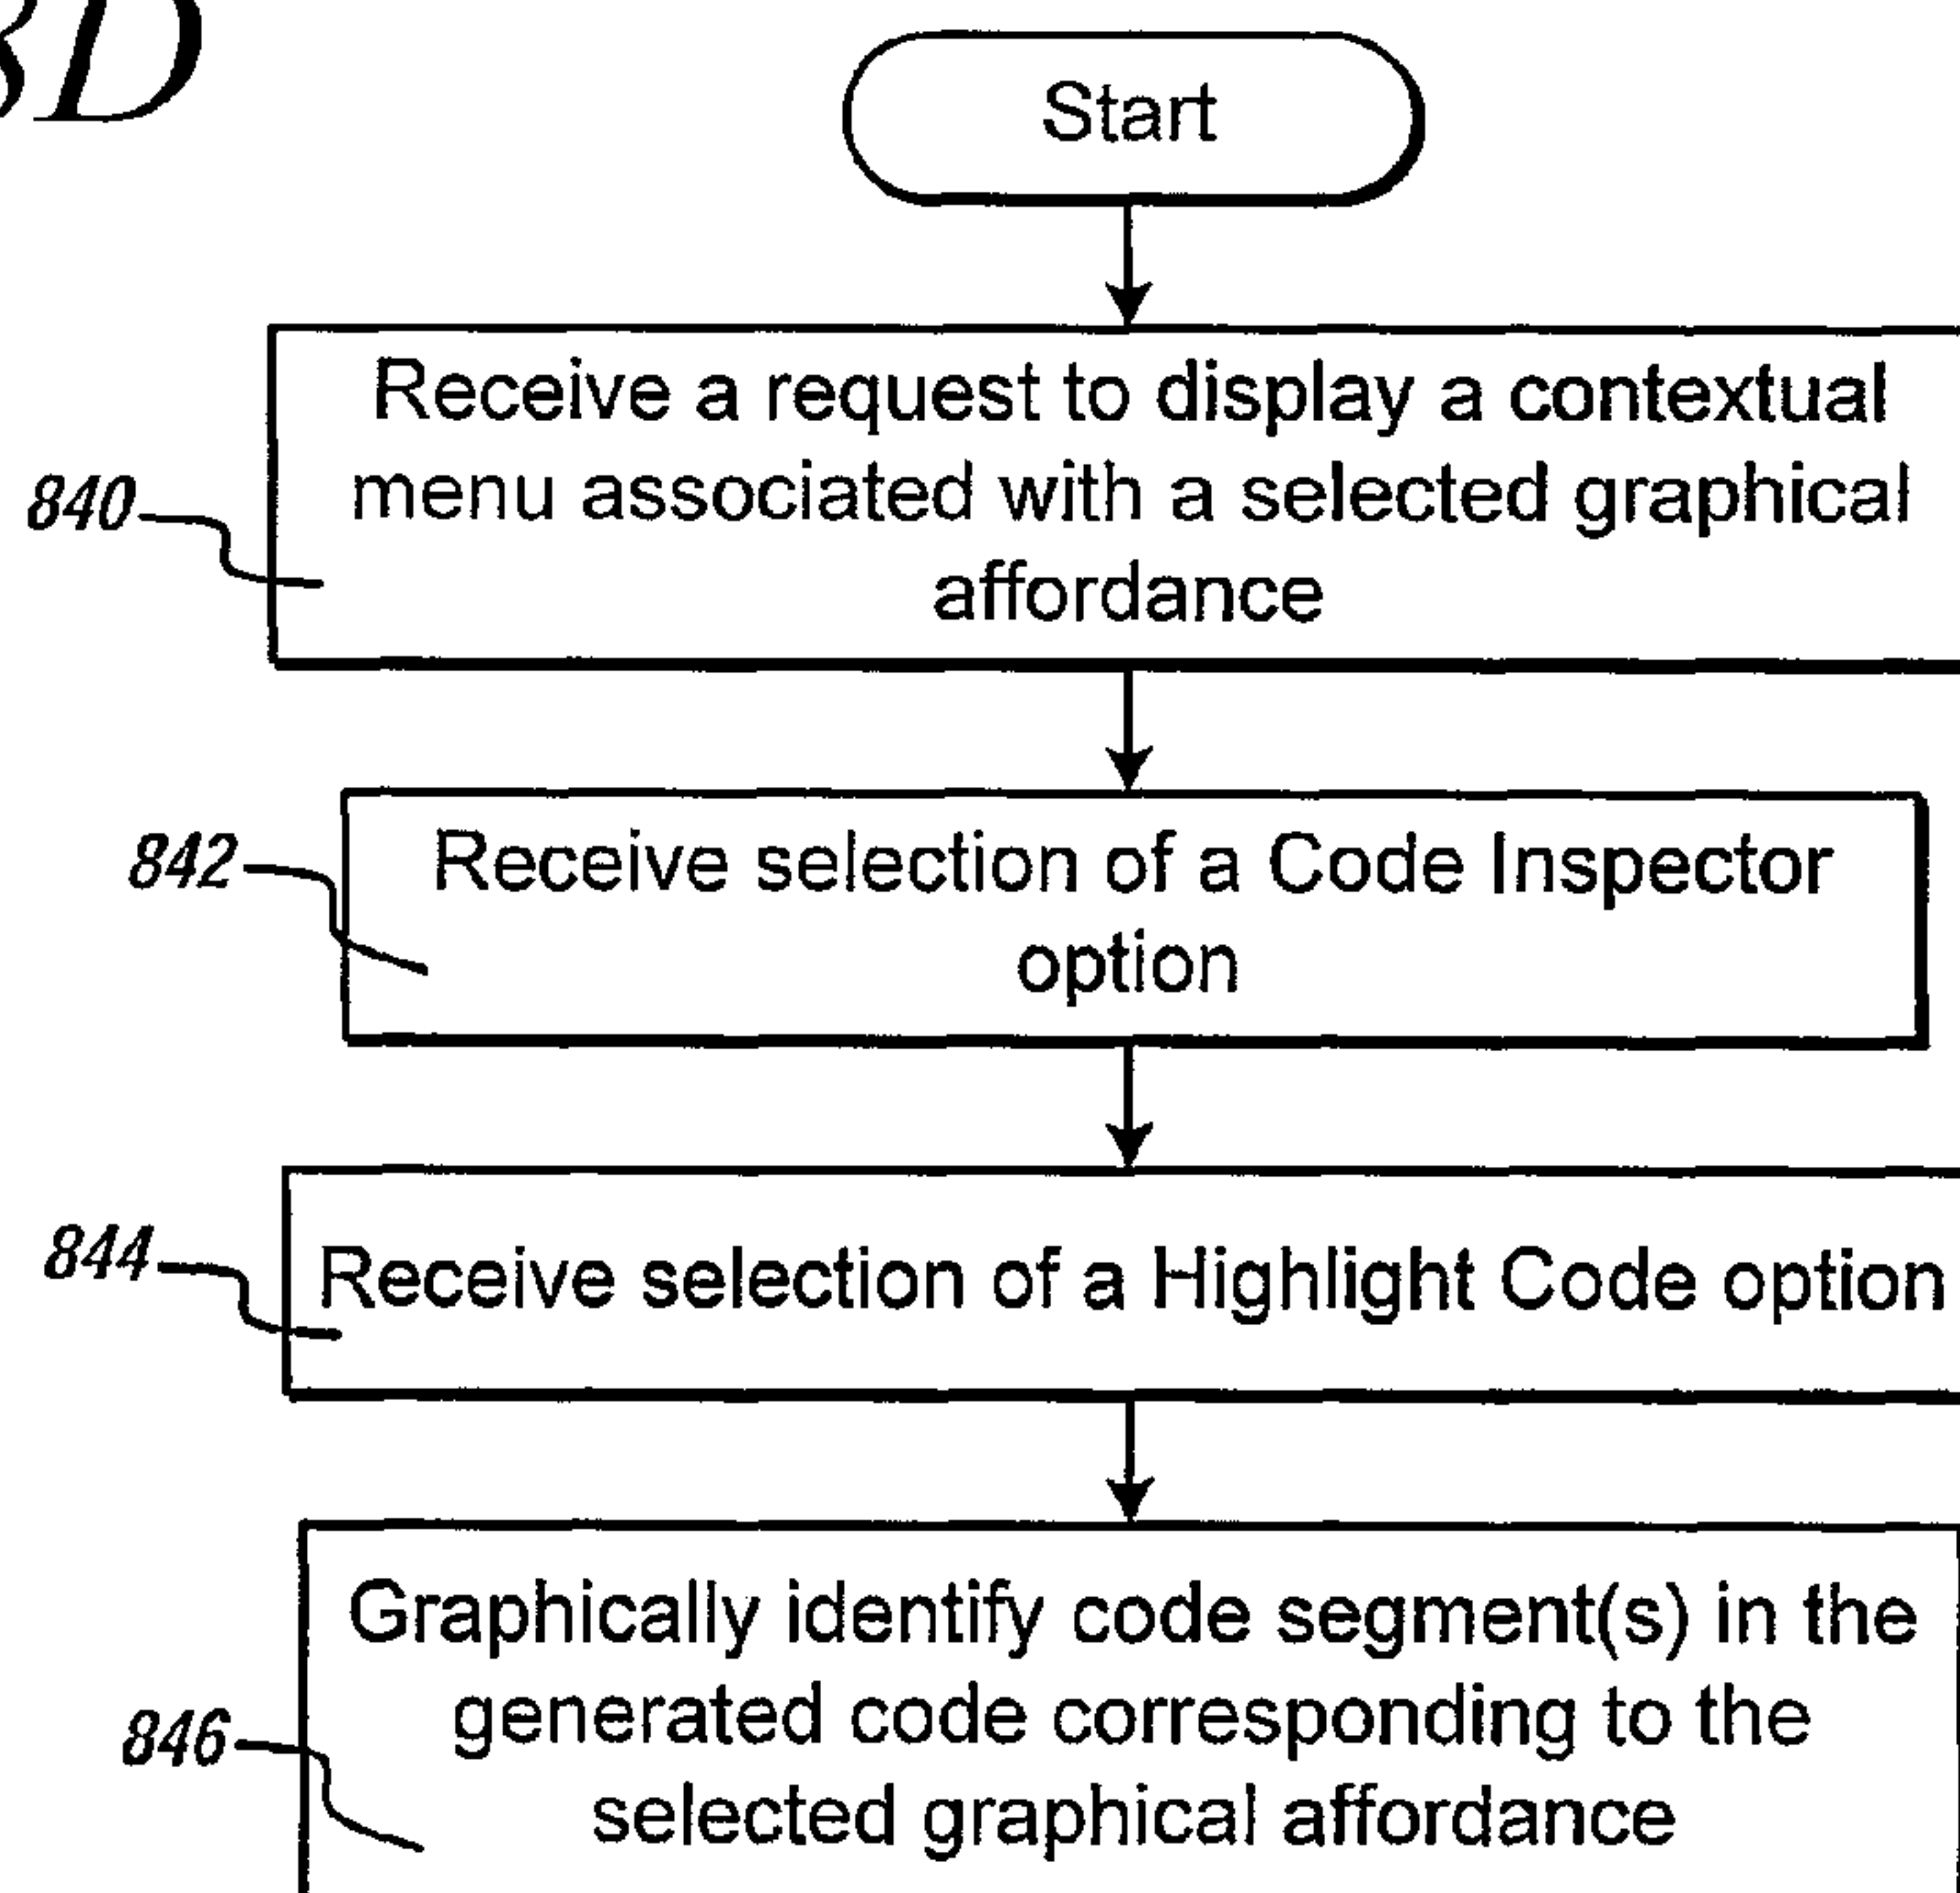 Start
Receive a request to display a contextual
menu associated with a selected graphical
affordance
840
Receive selection of a Code Inspector
option
842
Receive selection of a Highlight Code option
844
Graphically identify code segment(s) in the
generated code corresponding to the
selected graphical affordance
846